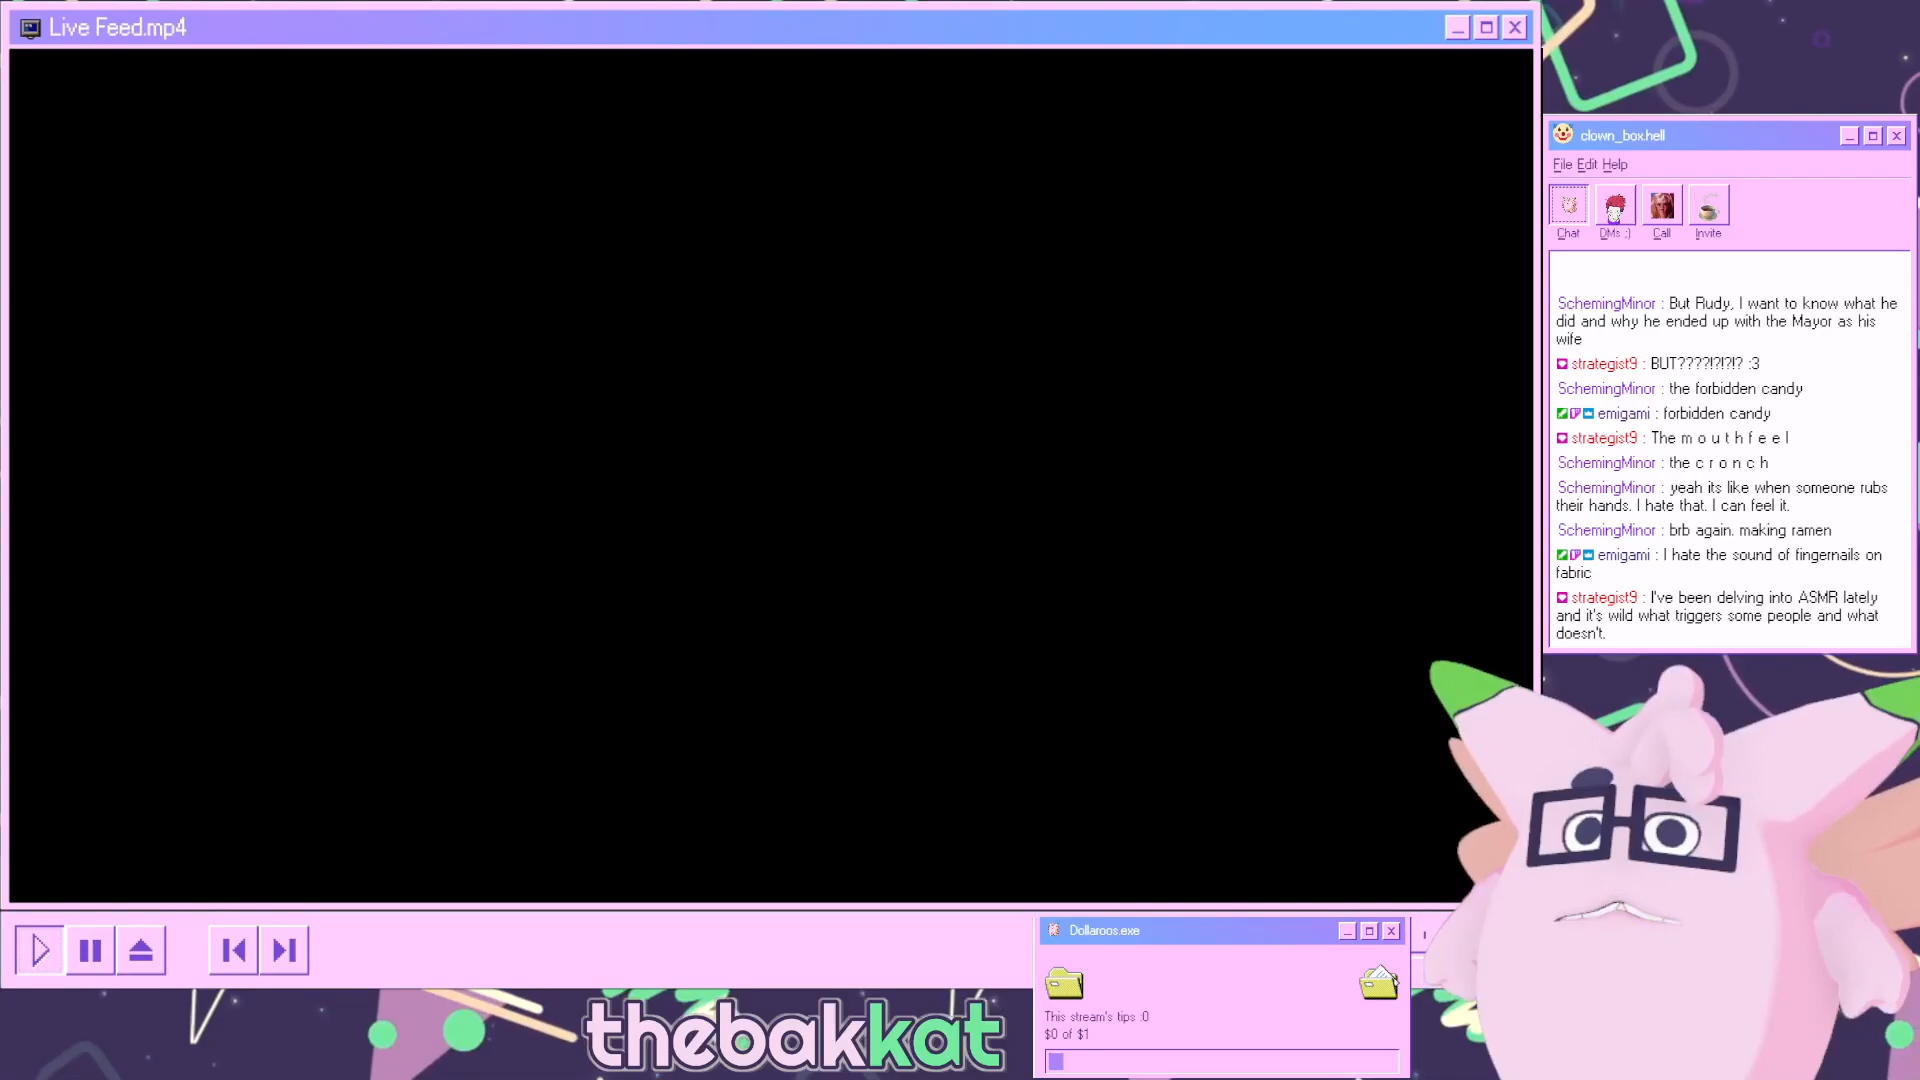 Live Feed.mp4
clown_box.hell
File Edit Help
Chat DMs ;) Call Invite
SchemingMinor : But Rudy, I want to know what he
did and why he ended up with the Mayor as his
wife
strategist9 : BUT????!?!?!? :3
SchemingMinor : the forbidden candy
emigami : forbidden candy
strategist9 : The m o u t h f e e l
SchemingMinor : the c r o n c h
SchemingMinor : yeah its like when someone rubs
their hands. I hate that. I can feel it.
SchemingMinor : brb again. making ramen
emigami : I hate the sound of fingernails on
fabric
strategist9 : I've been delving into ASMR lately
and it's wild what triggers some people and what
doesn't.
Dollaroos.exe
This stream's tips :0
$0 of $1
thebakkat